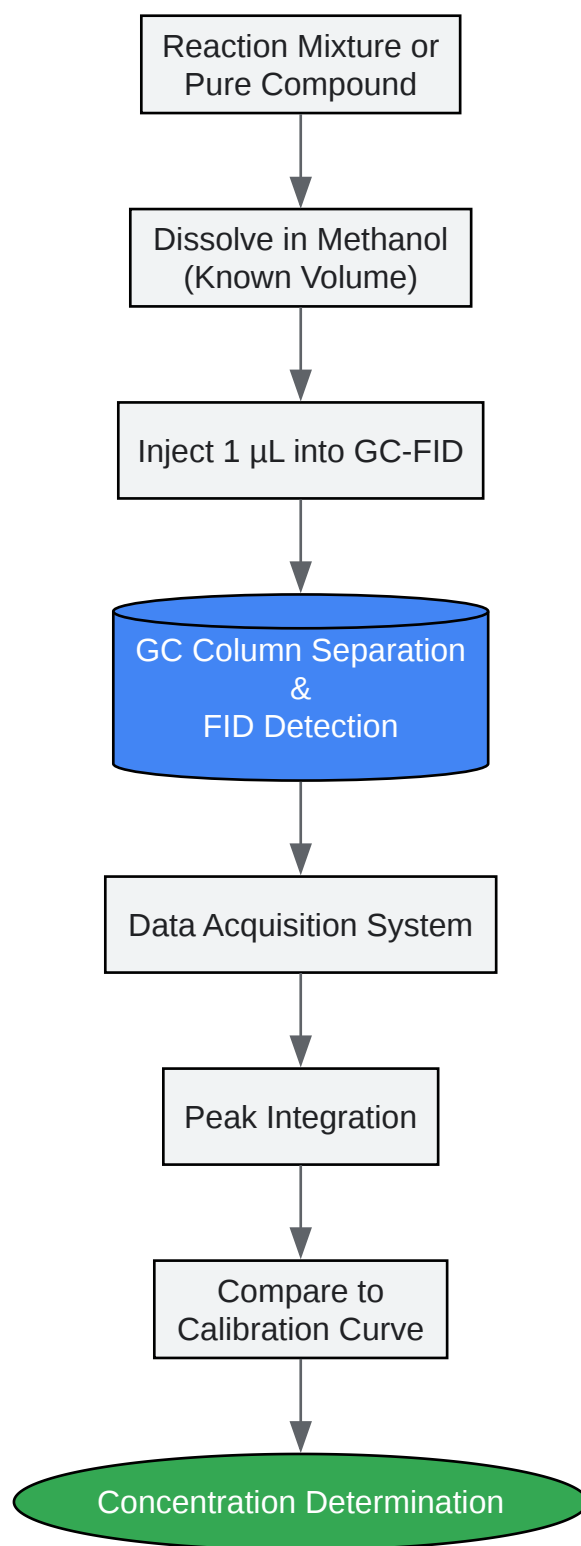 Reaction Mixture or
Pure Compound
Dissolve in Methanol
(Known Volume)
Inject 1 µL into GC-FID
GC Column Separation
&
FID Detection
Data Acquisition System
Peak Integration
Compare to
Calibration Curve
Concentration Determination